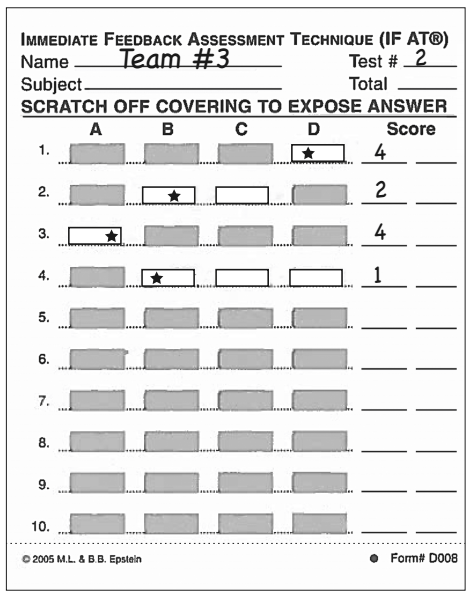 IMMEDIATE FEEDBACK ASSESSMENT TECHNIQUE (IF AT®)
Name Team #3 Test # 2
Subject Total
SCRATCH OFF COVERING TO EXPOSE ANSWER
A B C D Score
1. ★ 4
2. ★ 2
3. ★ 4
4. ★ 1
5.
6.
7.
8.
9.
10.
© 2005 M.L. & B.B. Epstein Form# D008